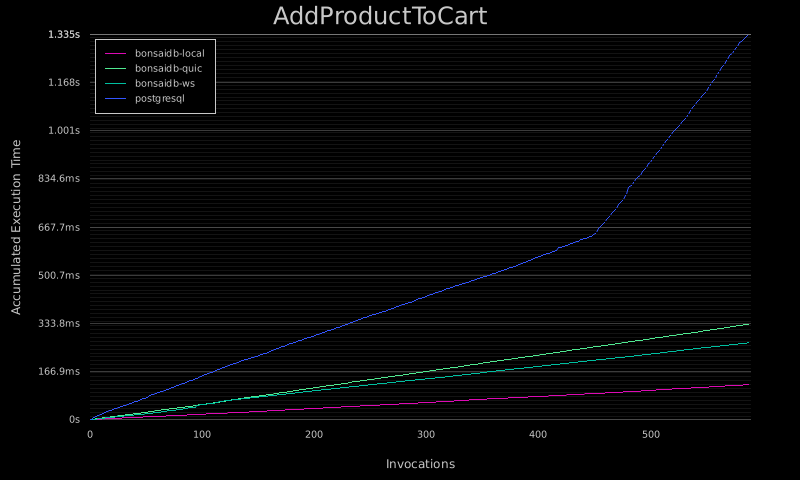 AddProductToCart
1.335s
1.168s
1.001s
834.6ms
667.7ms
500.7ms
333.8ms
166.9ms
0s
bonsaidb-local
bonsaidb-quic
bonsaidb-ws
postgresql
Accumulated Execution Time
0 100 200 300 400 500
Invocations